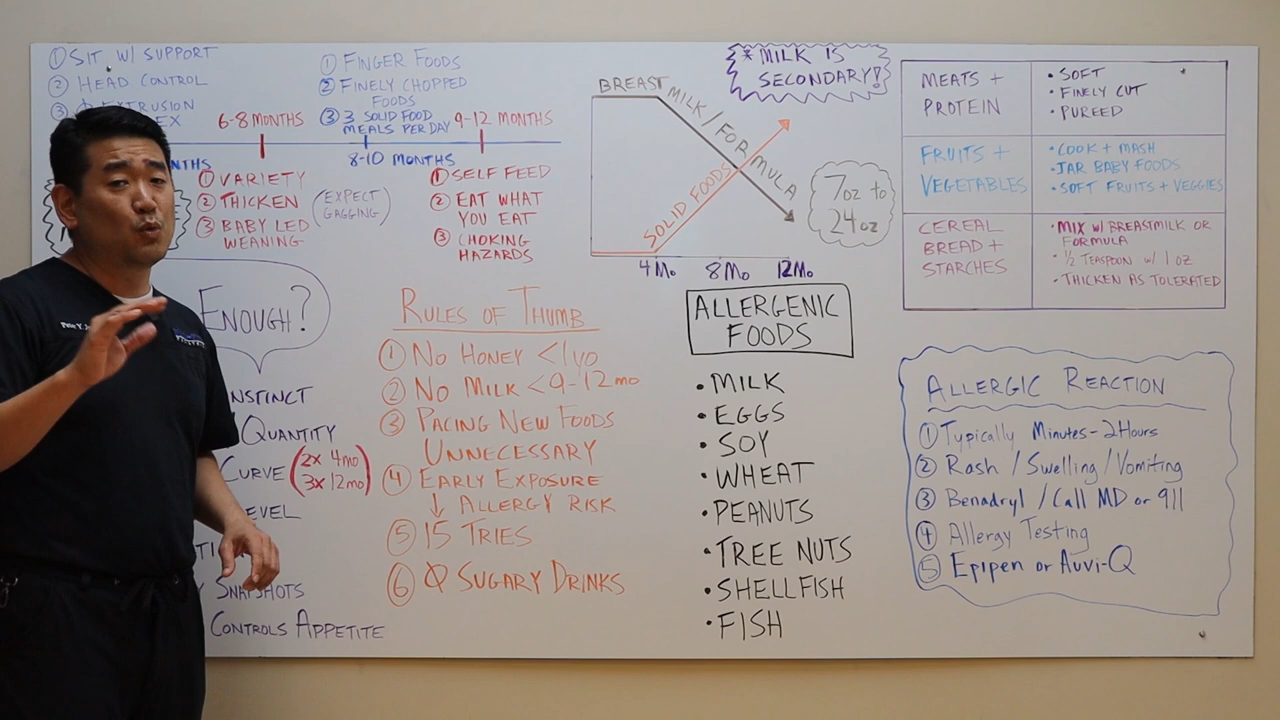 ① SIT W/ SUPPORT
② HEAD CONTROL
③ Φ EXTRUSION
① FINGER FOODS
② FINELY CHOPPED
FOODS
③ 3 SOLID FOOD
MEALS PER DAY
6-8 MONTHS
9-12 MONTHS
8-10 MONTHS
① VARIETY
② THICKEN
③ BABY LED
WEANING
(EXPECT
GAGGING)
① SELF FEED
② EAT WHAT
YOU EAT
③ CHOKING
HAZARDS
BREAST MILK / FORMULA
SOLID FOODS
4 Mo
8 Mo
12 Mo
* MILK IS
SECONDARY!
7oz to
24oz
MEATS +
PROTEIN
• SOFT
• FINELY CUT
• PUREED
FRUITS +
VEGETABLES
• COOK + MASH
• JAR BABY FOODS
• SOFT FRUITS + VEGGIES
CEREAL
BREAD +
STARCHES
• MIX W/ BREASTMILK OR
FORMULA
• ½ TEASPOON W/ 1 OZ
• THICKEN AS TOLERATED
ENOUGH?
QUANTITY
CURVE (2x 4mo
3x 12mo)
SNAPSHOTS
CONTROLS APPETITE
RULES OF THUMB
① NO HONEY <1yo
② NO MILK <9-12mo
③ PACING NEW FOODS
UNNECESSARY
④ EARLY EXPOSURE
↓ ALLERGY RISK
⑤ 15 TRIES
⑥ Φ SUGARY DRINKS
ALLERGENIC
FOODS
• MILK
• EGGS
• SOY
• WHEAT
• PEANUTS
• TREE NUTS
• SHELLFISH
• FISH
ALLERGIC REACTION
① Typically Minutes-2Hours
② Rash / Swelling / Vomiting
③ Benadryl / Call MD or 911
④ Allergy Testing
⑤ Epipen or Auvi-Q